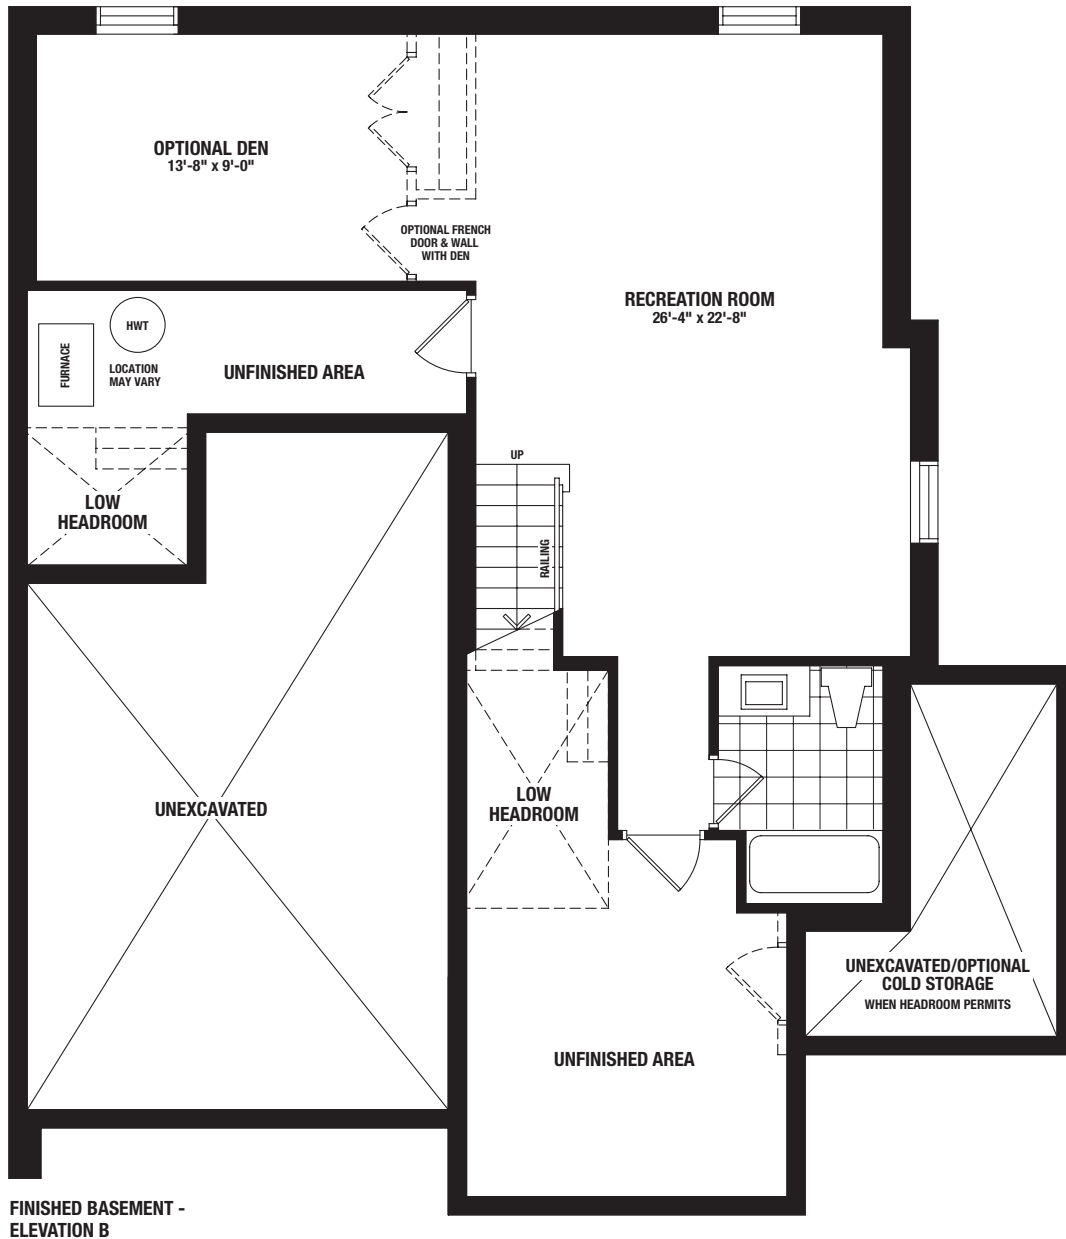 OPTIONAL DEN
13'-8" x 9'-0"
OPTIONAL FRENCH
DOOR & WALL
WITH DEN
RECREATION ROOM
26'-4" x 22'-8"
FURNACE
HWT
LOCATION
MAY VARY
UNFINISHED AREA
UP
RAILING
LOW
HEADROOM
UNEXCAVATED
LOW
HEADROOM
UNEXCAVATED/OPTIONAL
COLD STORAGE
WHEN HEADROOM PERMITS
UNFINISHED AREA
FINISHED BASEMENT -
ELEVATION B